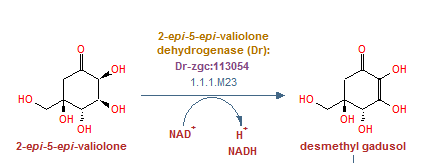 2-epi-5-epi-valiolone
dehydrogenase (Dr):
Dr-zgc:113054
1.1.1.M23
O
OH
OH
OH
OH
HO
HO
2-epi-5-epi-valiolone
NAD+
H+
NADH
O
OH
OH
OH
OH
HO
desmethyl gadusol